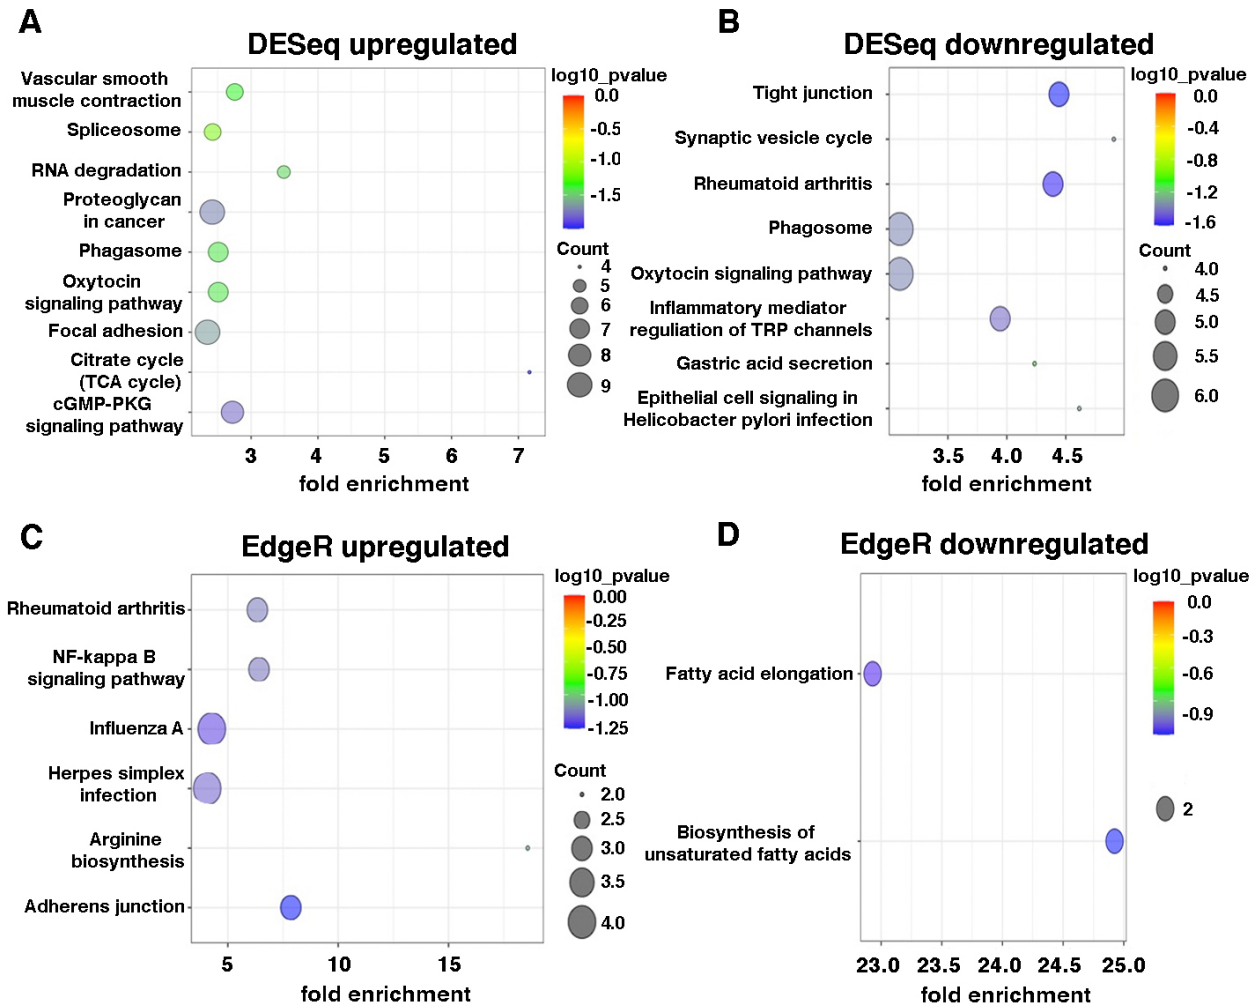 A
DESeq upregulated
Vascular smooth
muscle contraction
Spliceosome
RNA degradation
Proteoglycan
in cancer
Phagasome
Oxytocin
signaling pathway
Focal adhesion
Citrate cycle
(TCA cycle)
cGMP-PKG
signaling pathway
3 4 5 6 7
fold enrichment
log10_pvalue
0.0
-0.5
-1.0
-1.5
Count
4
5
6
7
8
9
B
DESeq downregulated
Tight junction
Synaptic vesicle cycle
Rheumatoid arthritis
Phagosome
Oxytocin signaling pathway
Inflammatory mediator
reguliation of TRP channels
Gastric acid secretion
Epithelial cell signaling in
Helicobacter pylori infection
3.5 4.0 4.5
fold enrichment
log10_pvalue
0.0
-0.4
-0.8
-1.2
-1.6
Count
4.0
4.5
5.0
5.5
6.0
C
EdgeR upregulated
Rheumatoid arthritis
NF-kappa B
signaling pathway
Influenza A
Herpes simplex
infection
Arginine
biosynthesis
Adherens junction
5 10 15
fold enrichment
log10_pvalue
0.00
-0.25
-0.50
-0.75
-1.00
-1.25
Count
2.0
2.5
3.0
3.5
4.0
D
EdgeR downregulated
Fatty acid elongation
Biosynthesis of
unsaturated fatty acids
23.0 23.5 24.0 24.5 25.0
fold enrichment
log10_pvalue
0.0
-0.3
-0.6
-0.9
2